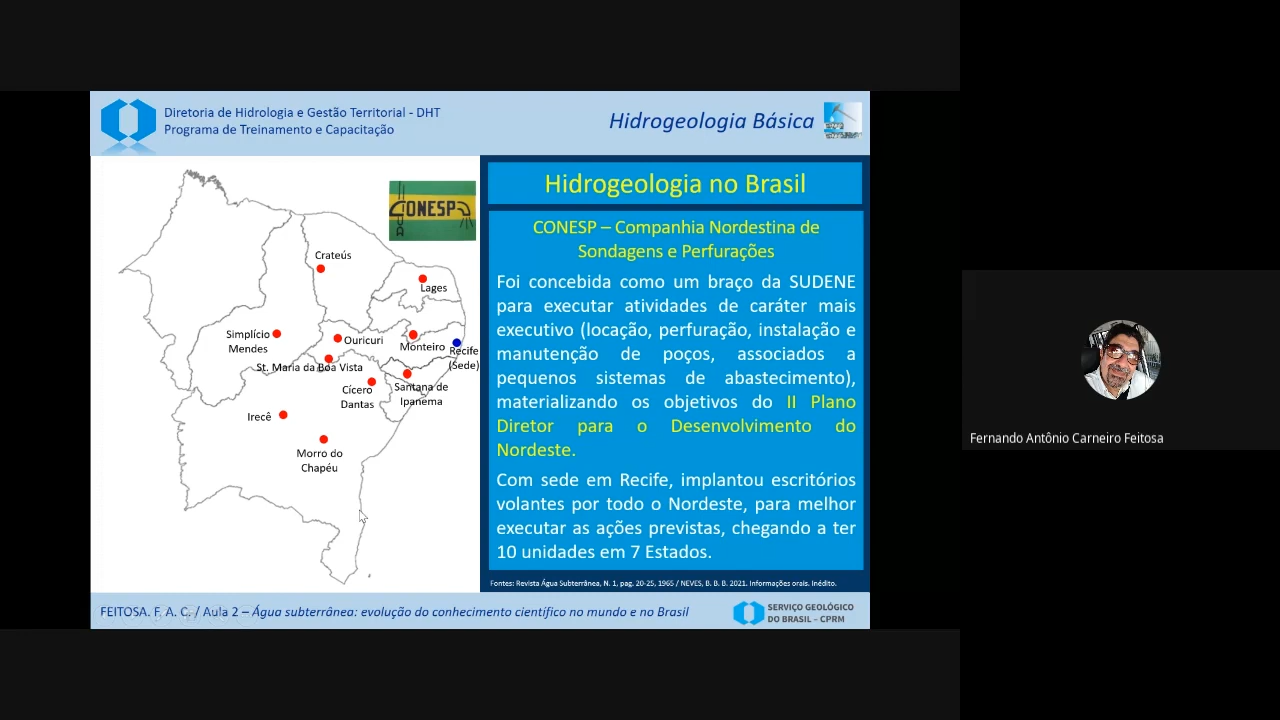 Diretoria de Hidrologia e Gestão Territorial - DHT
Programa de Treinamento e Capacitação
Hidrogeologia Básica
CONESP
Crateús
Lages
Simplício
Mendes
Ouricuri
Monteiro
Recife
(Sede)
St. Maria da Boa Vista
Cícero
Dantas
Santana de
Ipanema
Irecê
Morro do
Chapéu
Hidrogeologia no Brasil
CONESP – Companhia Nordestina de
Sondagens e Perfurações
Foi concebida como um braço da SUDENE
para executar atividades de caráter mais
executivo (locação, perfuração, instalação e
manutenção de poços, associados a
pequenos sistemas de abastecimento),
materializando os objetivos do II Plano
Diretor para o Desenvolvimento do
Nordeste.
Com sede em Recife, implantou escritórios
volantes por todo o Nordeste, para melhor
executar as ações previstas, chegando a ter
10 unidades em 7 Estados.
Fontes: Revista Água Subterrânea, N. 1, pag. 20-25, 1965 / NEVES, B. B. B. 2021. Informações orais. Inédito.
FEITOSA. F. A. C. / Aula 2 – Água subterrânea: evolução do conhecimento científico no mundo e no Brasil
SERVIÇO GEOLÓGICO
DO BRASIL – CPRM
Fernando Antônio Carneiro Feitosa